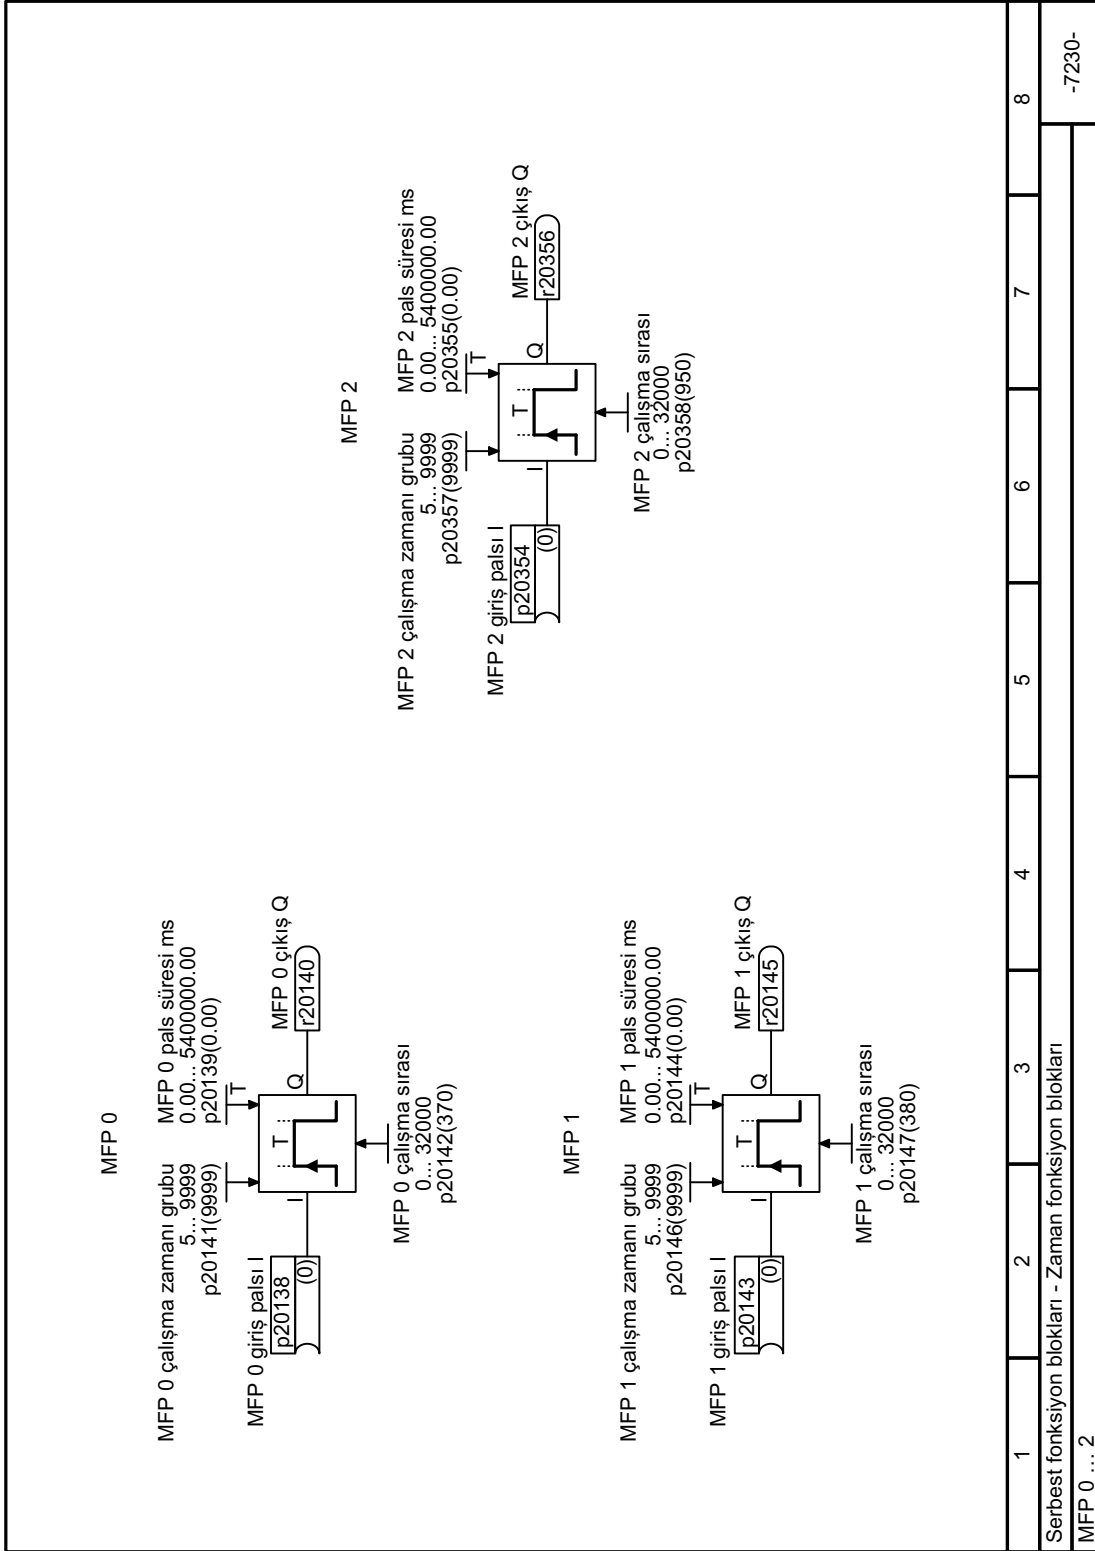 MFP 0
MFP 0 çalışma zamanı grubu
5... 9999
p20141(9999)
MFP 0 pals süresi ms
0.00... 5400000.00
p20139(0.00)
T
MFP 0 giriş palsı I
p20138
(0)
I
T
Q
MFP 0 çıkış Q
r20140
MFP 0 çalışma sırası
0... 32000
p20142(370)
MFP 1
MFP 1 çalışma zamanı grubu
5... 9999
p20146(9999)
MFP 1 pals süresi ms
0.00... 5400000.00
p20144(0.00)
T
MFP 1 giriş palsı I
p20143
(0)
I
T
Q
MFP 1 çıkış Q
r20145
MFP 1 çalışma sırası
0... 32000
p20147(380)
MFP 2
MFP 2 çalışma zamanı grubu
5... 9999
p20357(9999)
MFP 2 pals süresi ms
0.00... 5400000.00
p20355(0.00)
T
MFP 2 giriş palsı I
p20354
(0)
I
T
Q
MFP 2 çıkış Q
r20356
MFP 2 çalışma sırası
0... 32000
p20358(950)
1 2 3 4 5 6 7 8
Serbest fonksiyon blokları - Zaman fonksiyon blokları
MFP 0 ... 2
-7230-